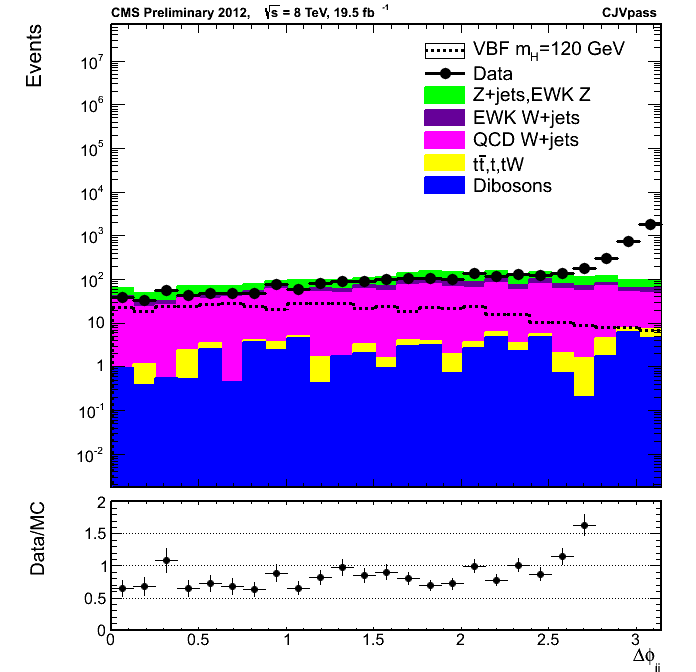 CMS Preliminary 2012, √s = 8 TeV, 19.5 fb⁻¹ CJVpass
Events
VBF m_H=120 GeV
Data
Z+jets,EWK Z
EWK W+jets
QCD W+jets
tt̄,t,tW
Dibosons
10⁷
10⁶
10⁵
10⁴
10³
10²
10
1
10⁻¹
10⁻²
Data/MC
2
1.5
1
0.5
0
0 0.5 1 1.5 2 2.5 3
Δϕ_jj